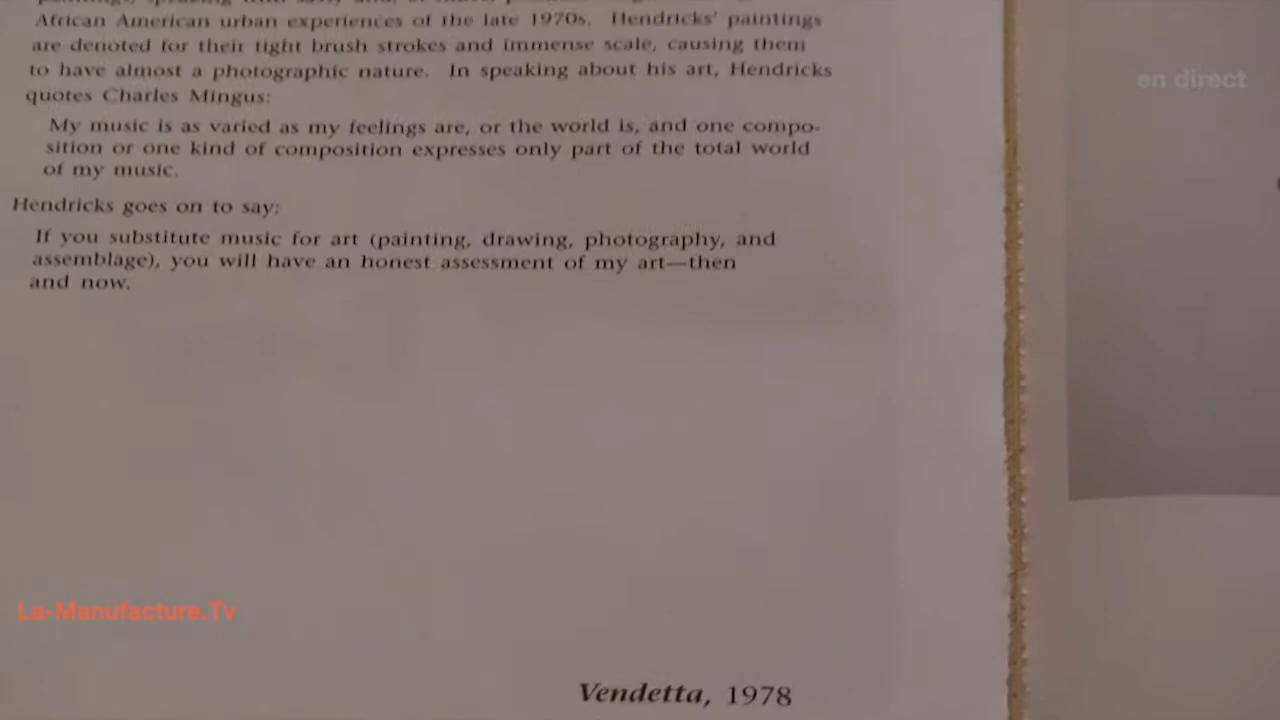 African American urban experiences of the late 1970s. Hendricks' paintings
are denoted for their tight brush strokes and immense scale, causing them
to have almost a photographic nature. In speaking about his art, Hendricks
quotes Charles Mingus:
My music is as varied as my feelings are, or the world is, and one compo-
sition or one kind of composition expresses only part of the total world
of my music.
Hendricks goes on to say:
If you substitute music for art (painting, drawing, photography, and
assemblage), you will have an honest assessment of my art—then
and now.
Vendetta, 1978
en direct
La-Manufacture.Tv